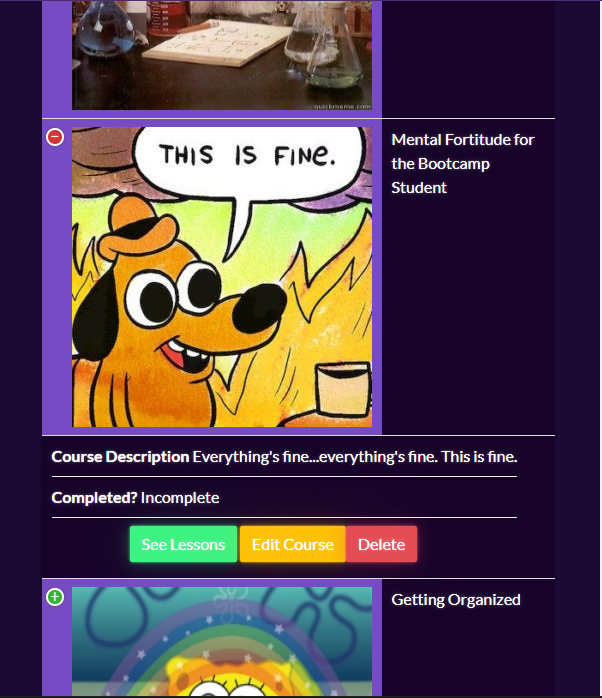 quickmeme.com
THIS IS FINE.
Mental Fortitude for
the Bootcamp
Student
Course Description Everything's fine...everything's fine. This is fine.
Completed? Incomplete
See Lessons Edit Course Delete
Getting Organized